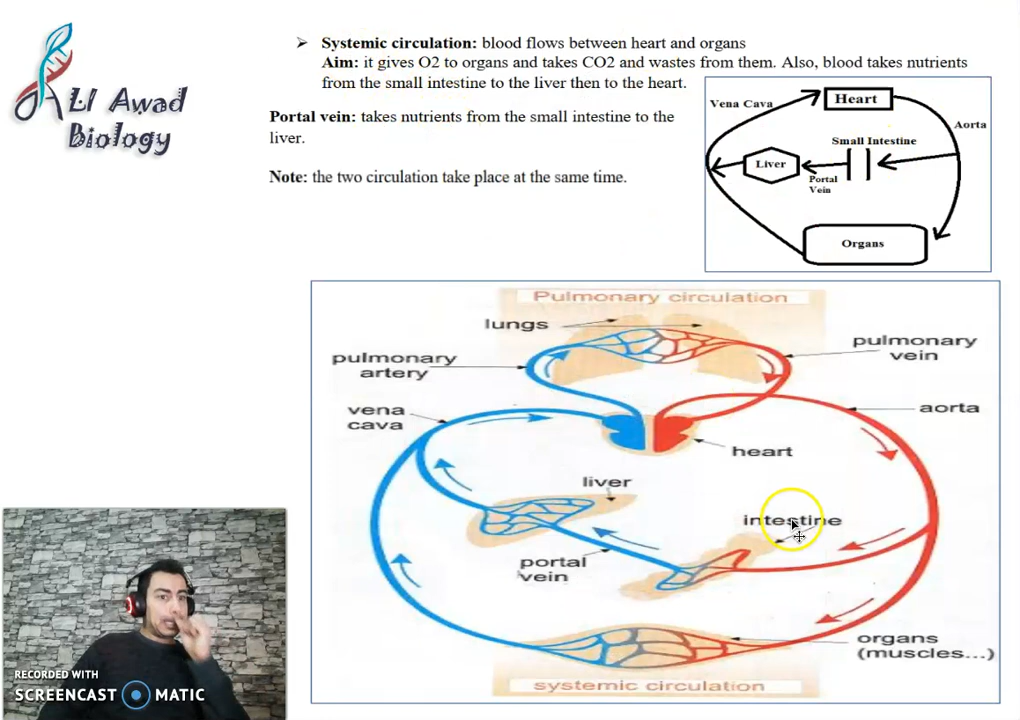 ALI Awad
Biology
➢ Systemic circulation: blood flows between heart and organs
Aim: it gives O2 to organs and takes CO2 and wastes from them. Also, blood takes nutrients
from the small intestine to the liver then to the heart.
Portal vein: takes nutrients from the small intestine to the
liver.
Note: the two circulation take place at the same time.
Vena Cava
Heart
Aorta
Small Intestine
Liver
Portal
Vein
Organs
Pulmonary circulation
lungs
pulmonary
artery
pulmonary
vein
vena
cava
aorta
heart
liver
intestine
portal
vein
organs
(muscles...)
systemic circulation
RECORDED WITH
SCREENCAST MATIC